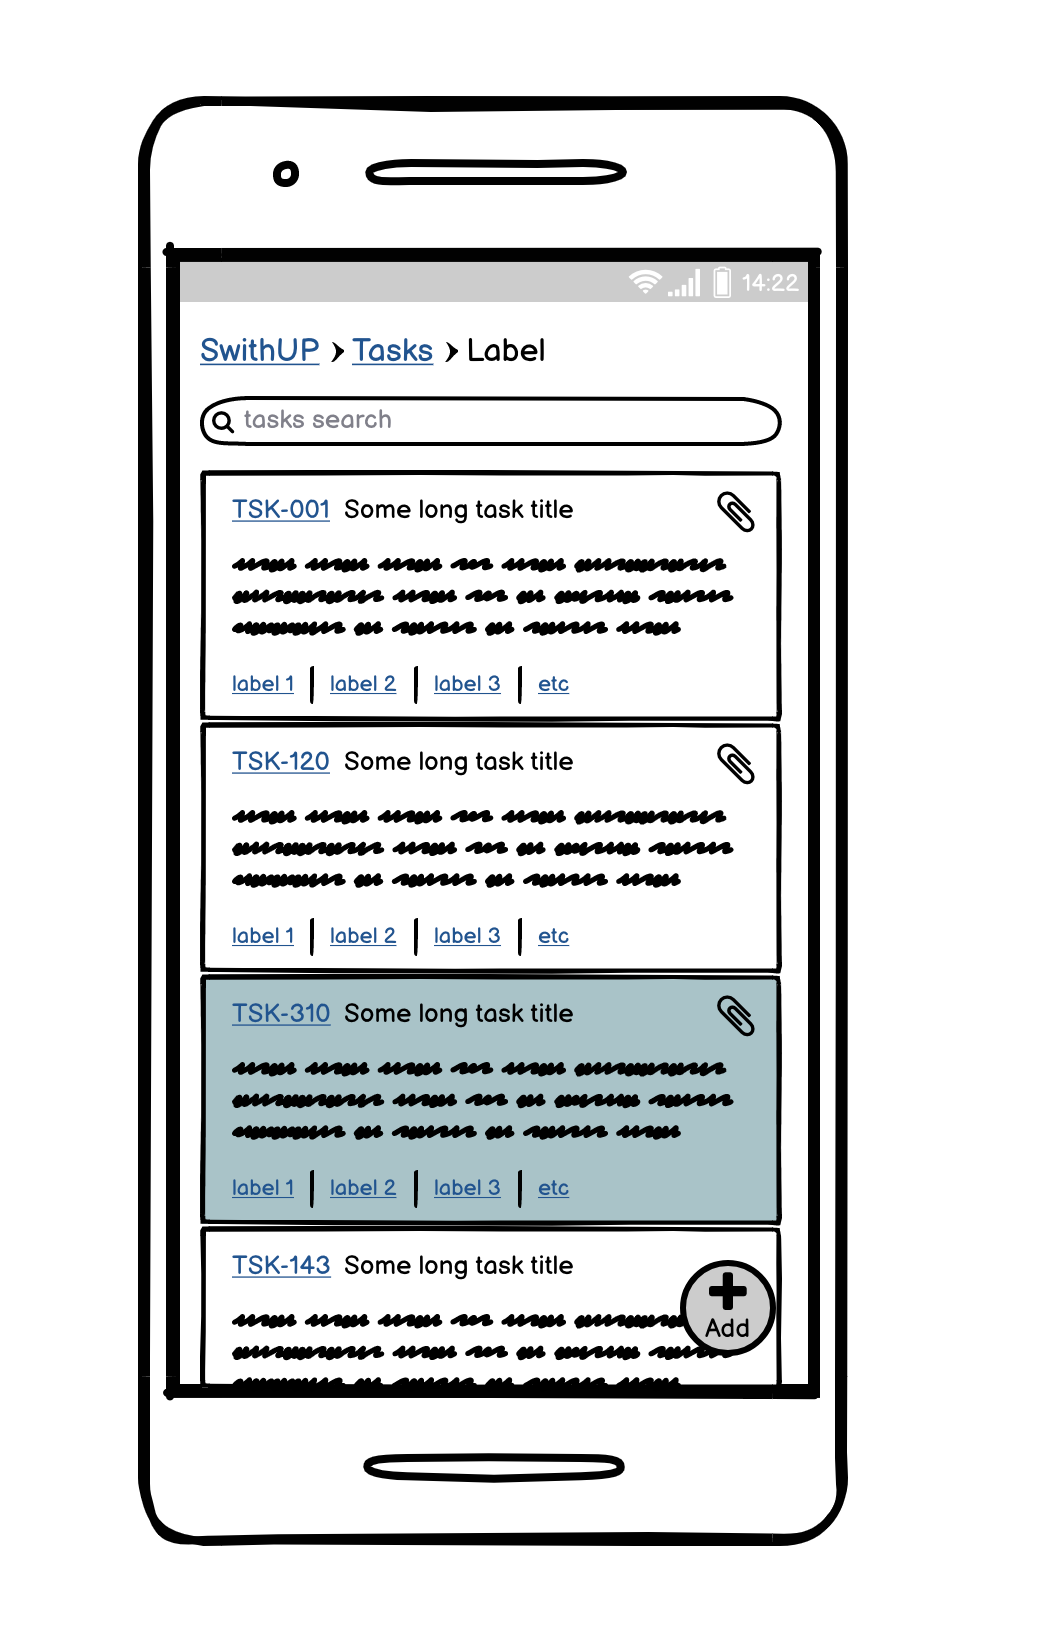 14:22
SwithUP > Tasks > Label
tasks search
TSK-001 Some long task title
label 1 | label 2 | label 3 | etc
TSK-120 Some long task title
label 1 | label 2 | label 3 | etc
TSK-310 Some long task title
label 1 | label 2 | label 3 | etc
TSK-143 Some long task title
Add